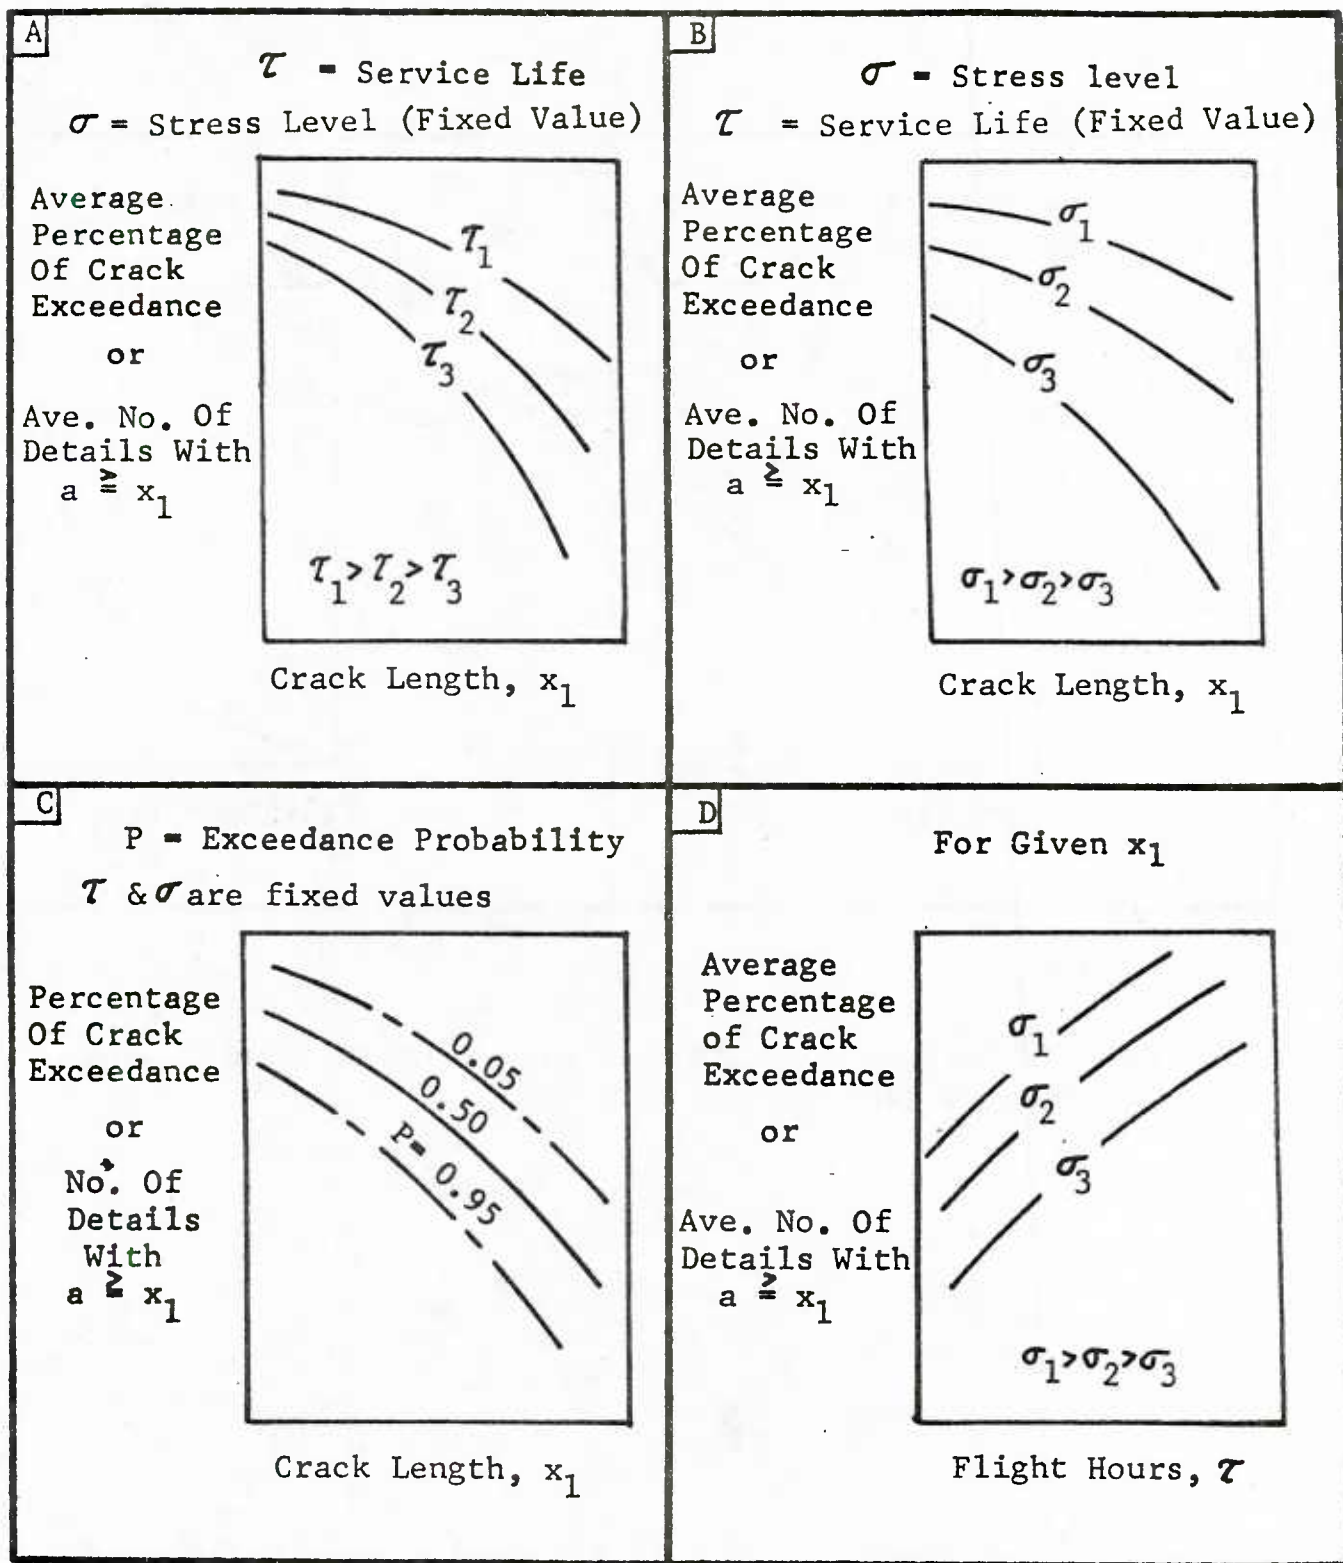 A
τ = Service Life
σ = Stress Level (Fixed Value)
Average
Percentage
Of Crack
Exceedance
or
Ave. No. Of
Details With
a ≧ x1
τ1
τ2
τ3
τ1>τ2>τ3
Crack Length, x1
B
σ = Stress level
τ = Service Life (Fixed Value)
Average
Percentage
Of Crack
Exceedance
or
Ave. No. Of
Details With
a ≧ x1
σ1
σ2
σ3
σ1>σ2>σ3
Crack Length, x1
C
P = Exceedance Probability
τ & σ are fixed values
Percentage
Of Crack
Exceedance
or
No. Of
Details
With
a ≧ x1
0.05
0.50
P= 0.95
Crack Length, x1
D
For Given x1
Average
Percentage
of Crack
Exceedance
or
Ave. No. Of
Details With
a ≧ x1
σ1
σ2
σ3
σ1>σ2>σ3
Flight Hours, τ